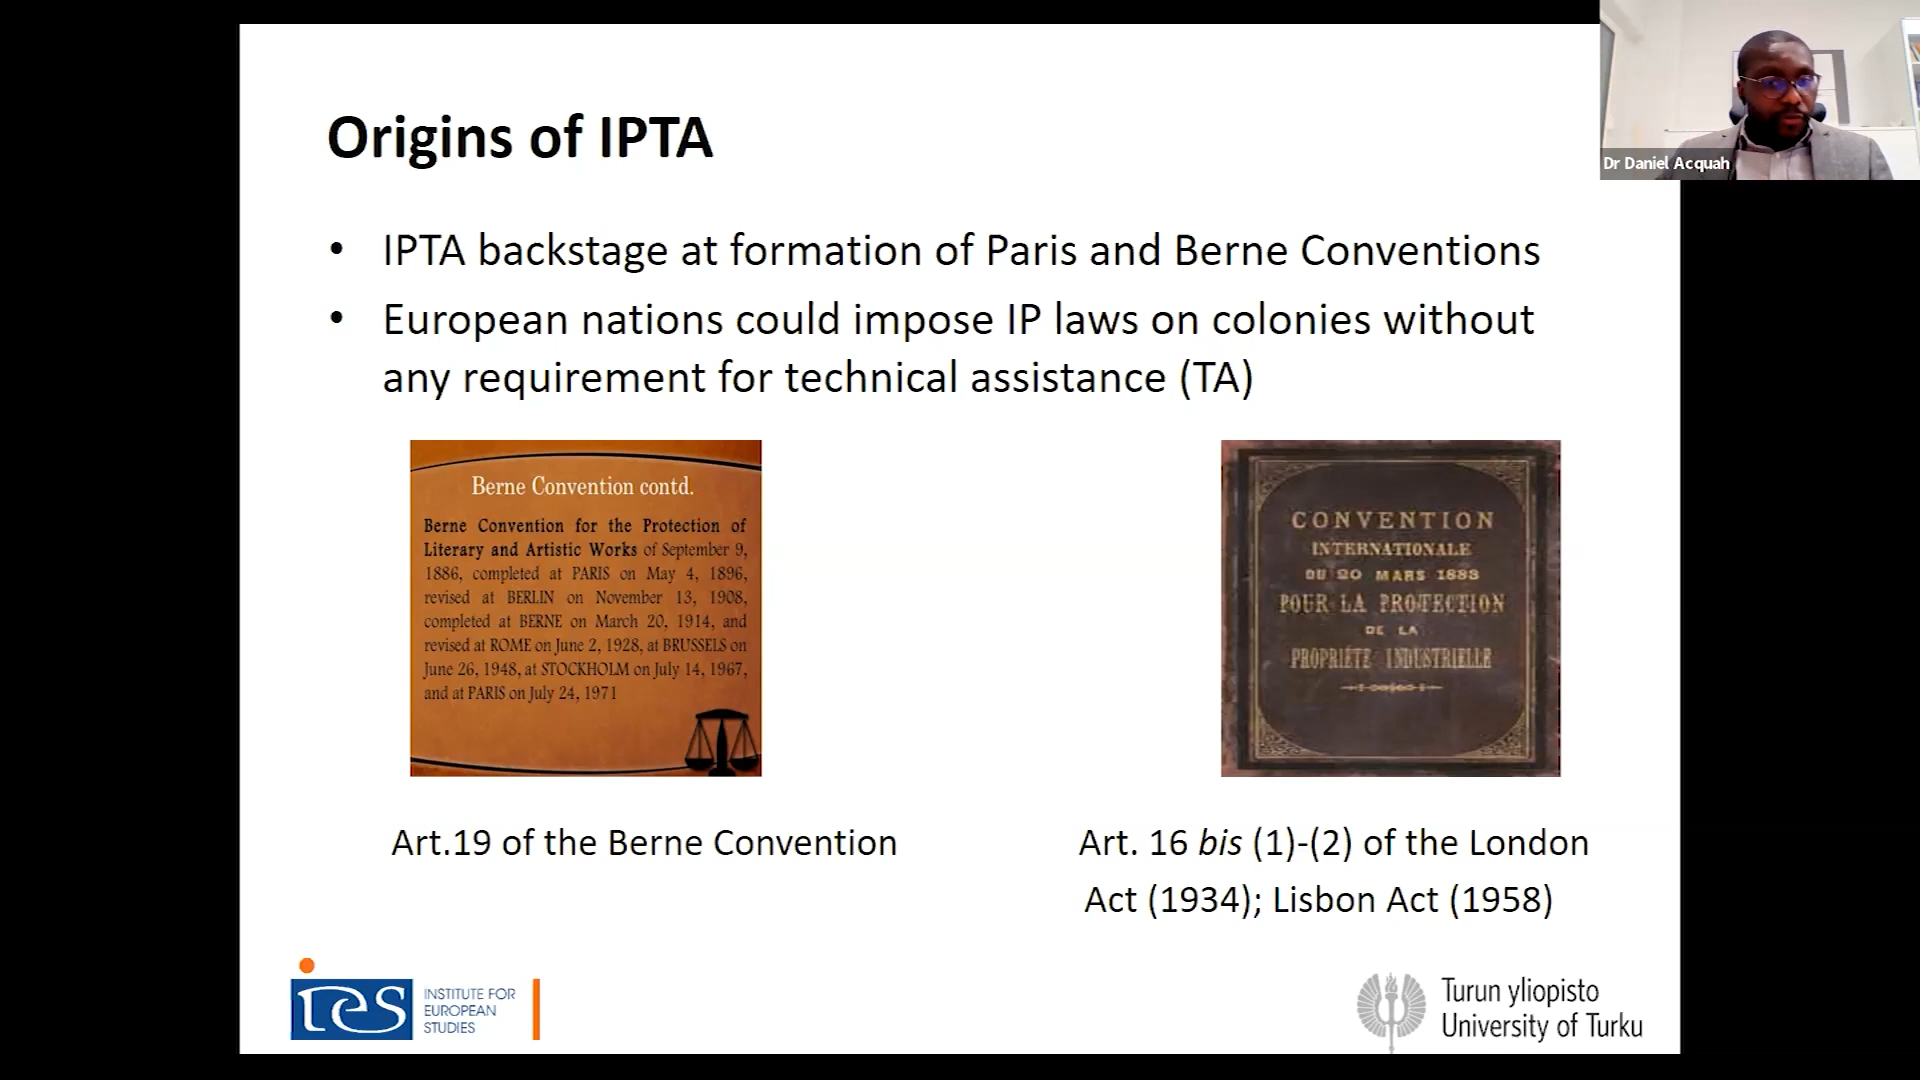 Origins of IPTA
Dr Daniel Acquah
• IPTA backstage at formation of Paris and Berne Conventions
• European nations could impose IP laws on colonies without
any requirement for technical assistance (TA)
Berne Convention contd.
Berne Convention for the Protection of
Literary and Artistic Works of September 9,
1886, completed at PARIS on May 4, 1896,
revised at BERLIN on November 13, 1908,
completed at BERNE on March 20, 1914, and
revised at ROME on June 2, 1928, at BRUSSELS on
June 26, 1948, at STOCKHOLM on July 14, 1967,
and at PARIS on July 24, 1971
CONVENTION
INTERNATIONALE
DU 20 MARS 1883
POUR LA PROTECTION
DE LA
PROPRIÉTÉ INDUSTRIELLE
Art.19 of the Berne Convention
Art. 16 bis (1)-(2) of the London
Act (1934); Lisbon Act (1958)
ies
INSTITUTE FOR
EUROPEAN
STUDIES
Turun yliopisto
University of Turku